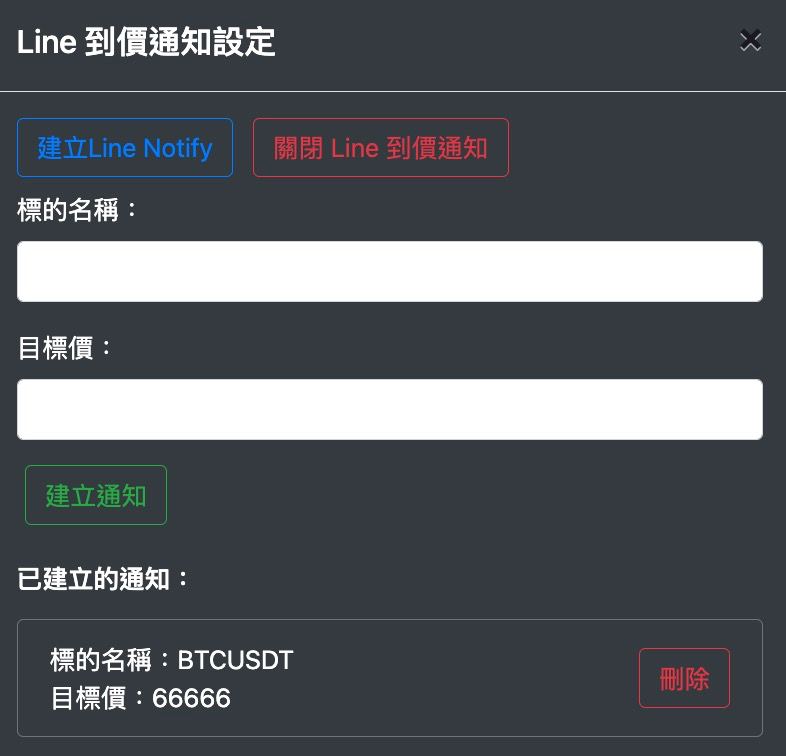 Line 到價通知設定
建立Line Notify
關閉 Line 到價通知
標的名稱：
目標價：
建立通知
已建立的通知：
標的名稱：BTCUSDT
目標價：66666
刪除